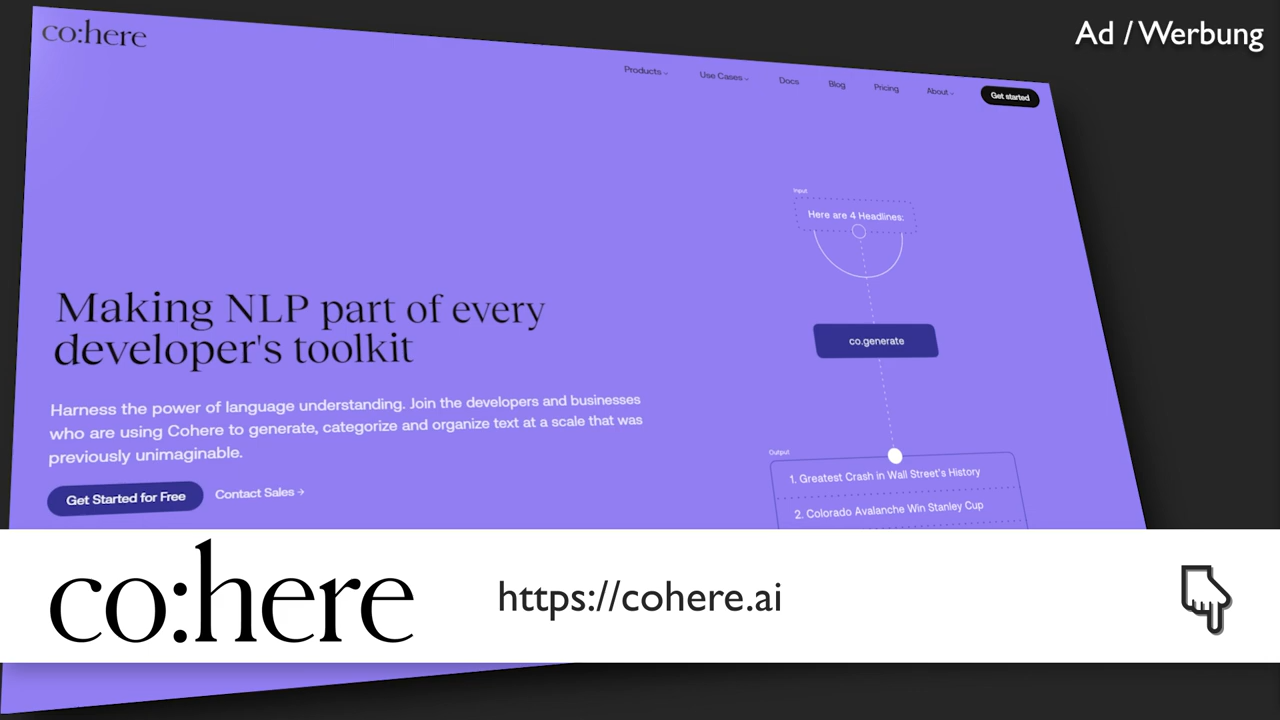 co:here
Ad / Werbung
Products
Use Cases
Docs
Blog
Pricing
About
Get started
Input
Here are 4 Headlines:
co.generate
Making NLP part of every
developer's toolkit
Harness the power of language understanding. Join the developers and businesses
who are using Cohere to generate, categorize and organize text at a scale that was
previously unimaginable.
Get Started for Free
Contact Sales →
Output
1. Greatest Crash in Wall Street's History
2. Colorado Avalanche Win Stanley Cup
co:here
https://cohere.ai